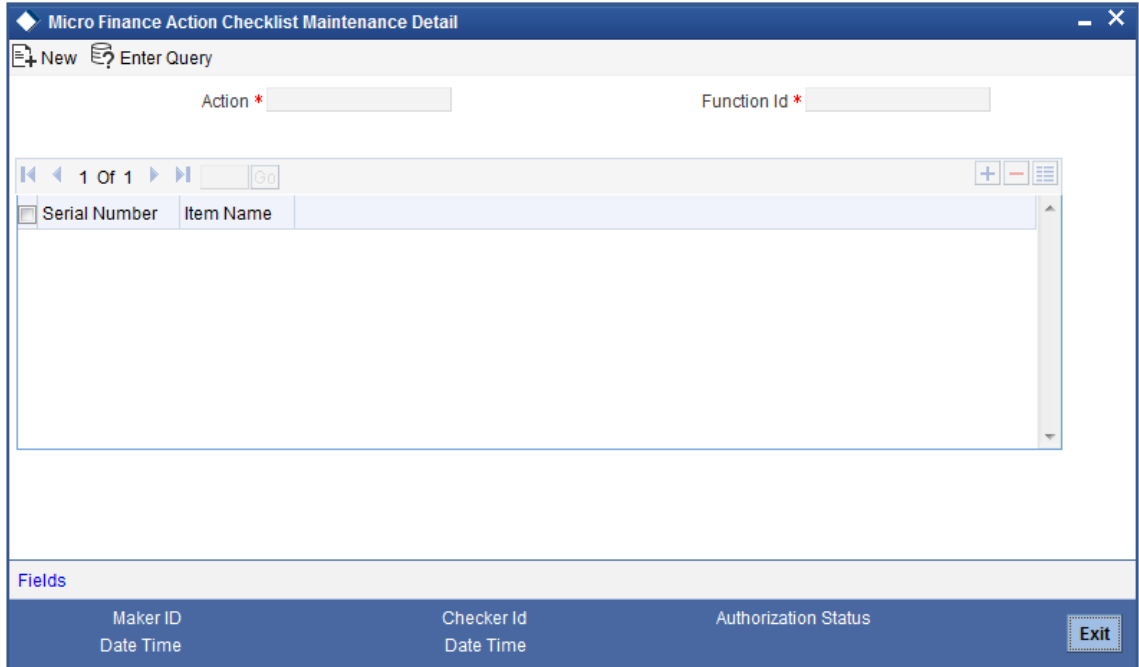 Micro Finance Action Checklist Maintenance Detail
New Enter Query
Action * Function Id *
1 Of 1 Go
Serial Number Item Name
Fields
Maker ID Checker Id Authorization Status
Date Time Date Time
Exit